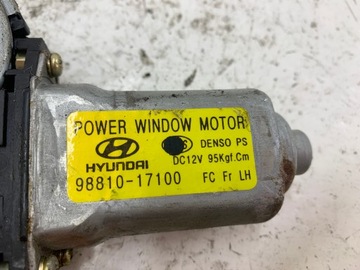 POWER WINDOW MOTOR
DENSO PS
HYUNDAI
DC12V 95Kgf.Cm
98810-17100 FC Fr LH